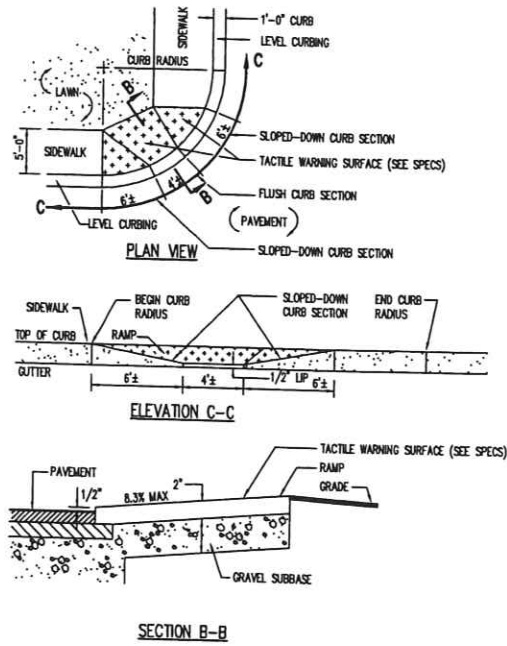 1'-0" CURB
SIDEWALK
LEVEL CURBING
CURB RADIUS
C
B
LAWN
5'-0"
SIDEWALK
6'±
SLOPED-DOWN CURB SECTION
TACTILE WARNING SURFACE (SEE SPECS)
4'±
B
FLUSH CURB SECTION
C
6'±
(PAVEMENT)
LEVEL CURBING
SLOPED-DOWN CURB SECTION
PLAN VIEW
SIDEWALK
BEGIN CURB
RADIUS
SLOPED-DOWN
CURB SECTION
END CURB
RADIUS
TOP OF CURB
RAMP
GUTTER
1/2" LIP
6'±
4'±
6'±
ELEVATION C-C
TACTILE WARNING SURFACE (SEE SPECS)
PAVEMENT
RAMP
1/2"
8.3% MAX
2"
GRADE
GRAVEL SUBBASE
SECTION B-B